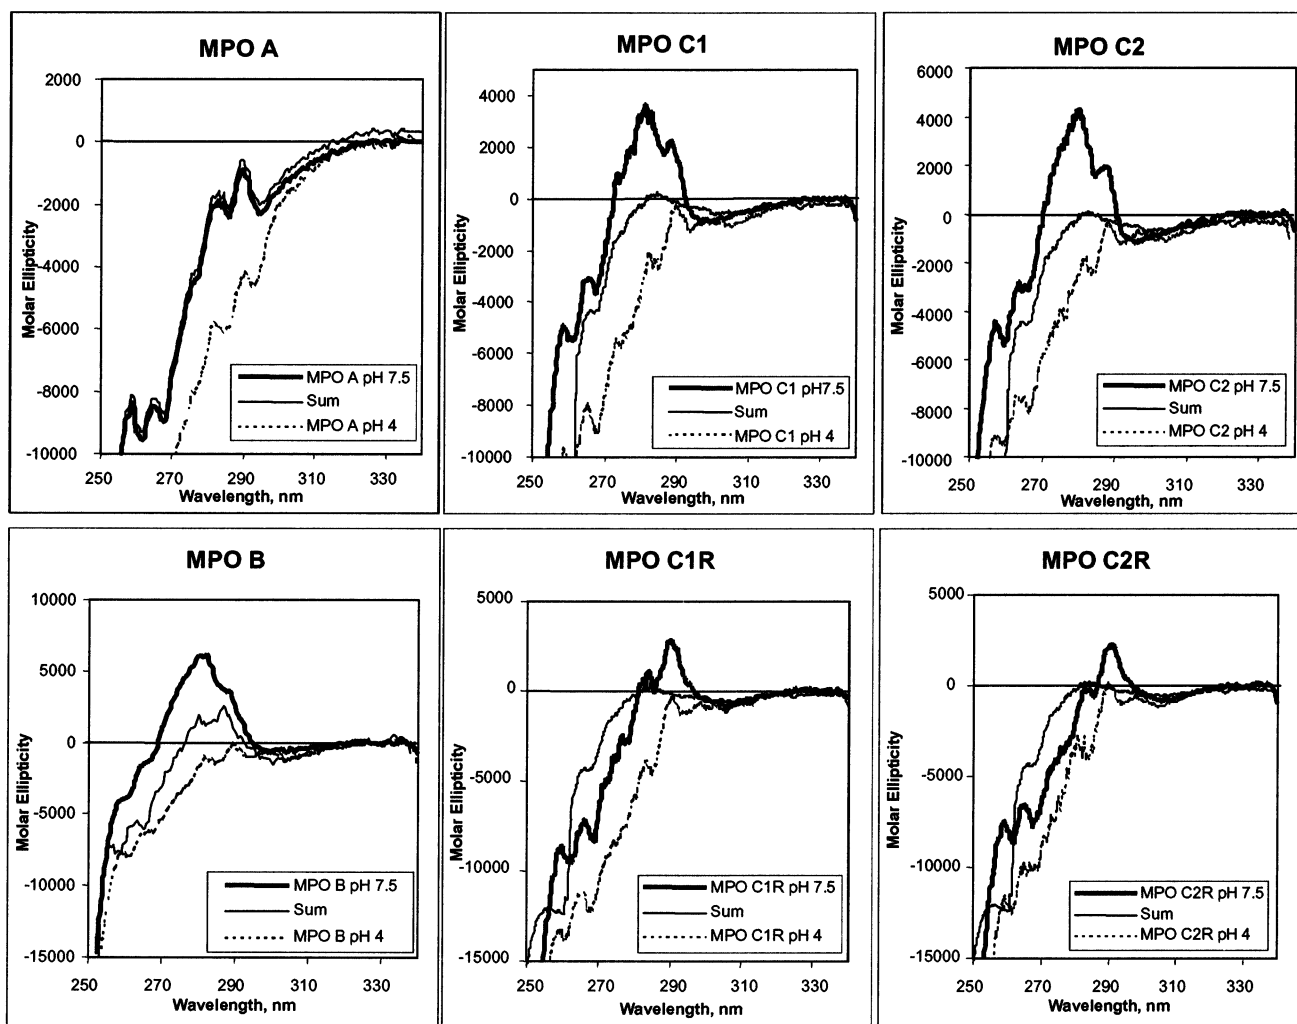 MPO A
2000
0
-2000
-4000
-6000
-8000
-10000
Molar Ellipticity
MPO A pH 7.5
Sum
MPO A pH 4
250 270 290 310 330
Wavelength, nm
MPO C1
4000
2000
0
-2000
-4000
-6000
-8000
-10000
Molar Ellipticity
MPO C1 pH7.5
Sum
MPO C1 pH 4
250 270 290 310 330
Wavelength, nm
MPO C2
6000
4000
2000
0
-2000
-4000
-6000
-8000
-10000
Molar Ellipticity
MPO C2 pH 7.5
Sum
MPO C2 pH 4
250 270 290 310 330
Wavelength, nm
MPO B
10000
5000
0
-5000
-10000
-15000
Molar Ellipticity
MPO B pH 7.5
Sum
MPO B pH 4
250 270 290 310 330
Wavelength, nm
MPO C1R
5000
0
-5000
-10000
-15000
Molar Ellipticity
MPO C1R pH 7.5
Sum
MPO C1R pH 4
250 270 290 310 330
Wavelength, nm
MPO C2R
5000
0
-5000
-10000
-15000
Molar Ellipticity
MPO C2R pH 7.5
Sum
MPO C2R pH 4
250 270 290 310 330
Wavelength, nm